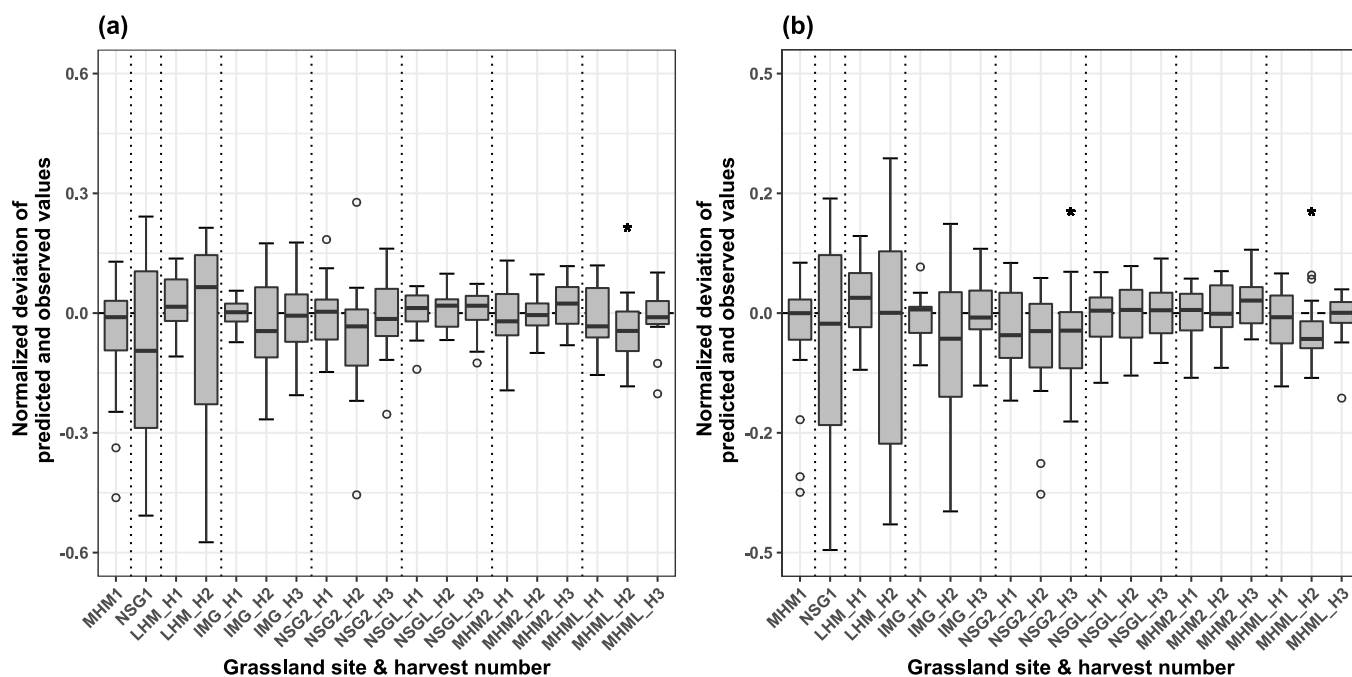 (a)
Normalized deviation of
predicted and observed values
0.6
0.3
0.0
-0.3
-0.6
*
MHM1
NSG1
LHM_H1
LHM_H2
IMG_H1
IMG_H2
IMG_H3
NSG2_H1
NSG2_H2
NSG2_H3
NSGL_H1
NSGL_H2
NSGL_H3
MHM2_H1
MHM2_H2
MHM2_H3
MHML_H1
MHML_H2
MHML_H3
Grassland site & harvest number
(b)
Normalized deviation of
predicted and observed values
0.5
0.2
0.0
-0.2
-0.5
*
*
MHM1
NSG1
LHM_H1
LHM_H2
IMG_H1
IMG_H2
IMG_H3
NSG2_H1
NSG2_H2
NSG2_H3
NSGL_H1
NSGL_H2
NSGL_H3
MHM2_H1
MHM2_H2
MHM2_H3
MHML_H1
MHML_H2
MHML_H3
Grassland site & harvest number